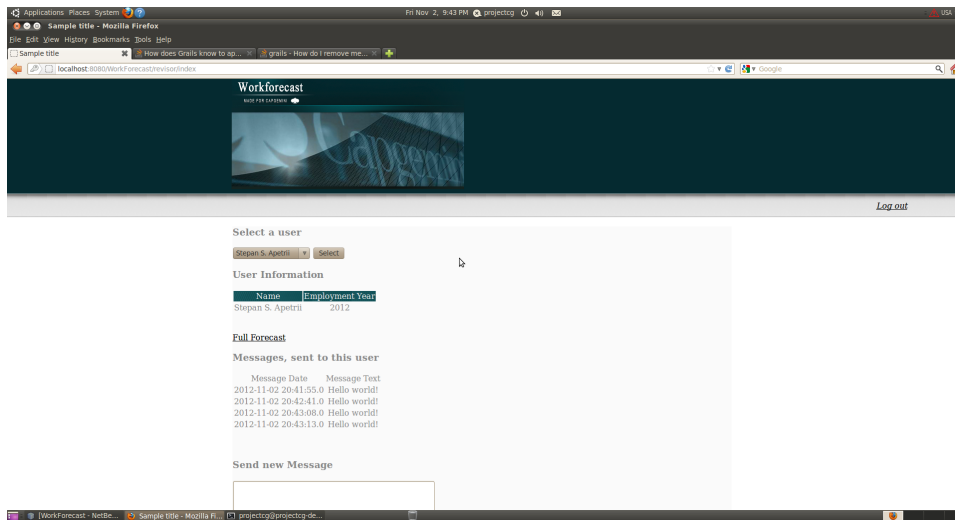 Applications Places System
Fri Nov 2, 9:43 PM projectcg
USA
Sample title - Mozilla Firefox
File Edit View History Bookmarks Tools Help
Sample title
How does Grails know to ap...
grails - How do I remove me...
localhost:8080/WorkForecast/revisor/index
Google
Workforecast
MADE FOR CAPGEMINI
Capgemini
Log out
Select a user
Stepan S. Apetrii Select
User Information
Name Employment Year
Stepan S. Apetrii 2012
Full Forecast
Messages, sent to this user
Message Date Message Text
2012-11-02 20:41:55.0 Hello world!
2012-11-02 20:42:41.0 Hello world!
2012-11-02 20:43:08.0 Hello world!
2012-11-02 20:43:13.0 Hello world!
Send new Message
]WorkForecast - NetBe...
Sample title - Mozilla Fi...
projectcg@projectcg-de...